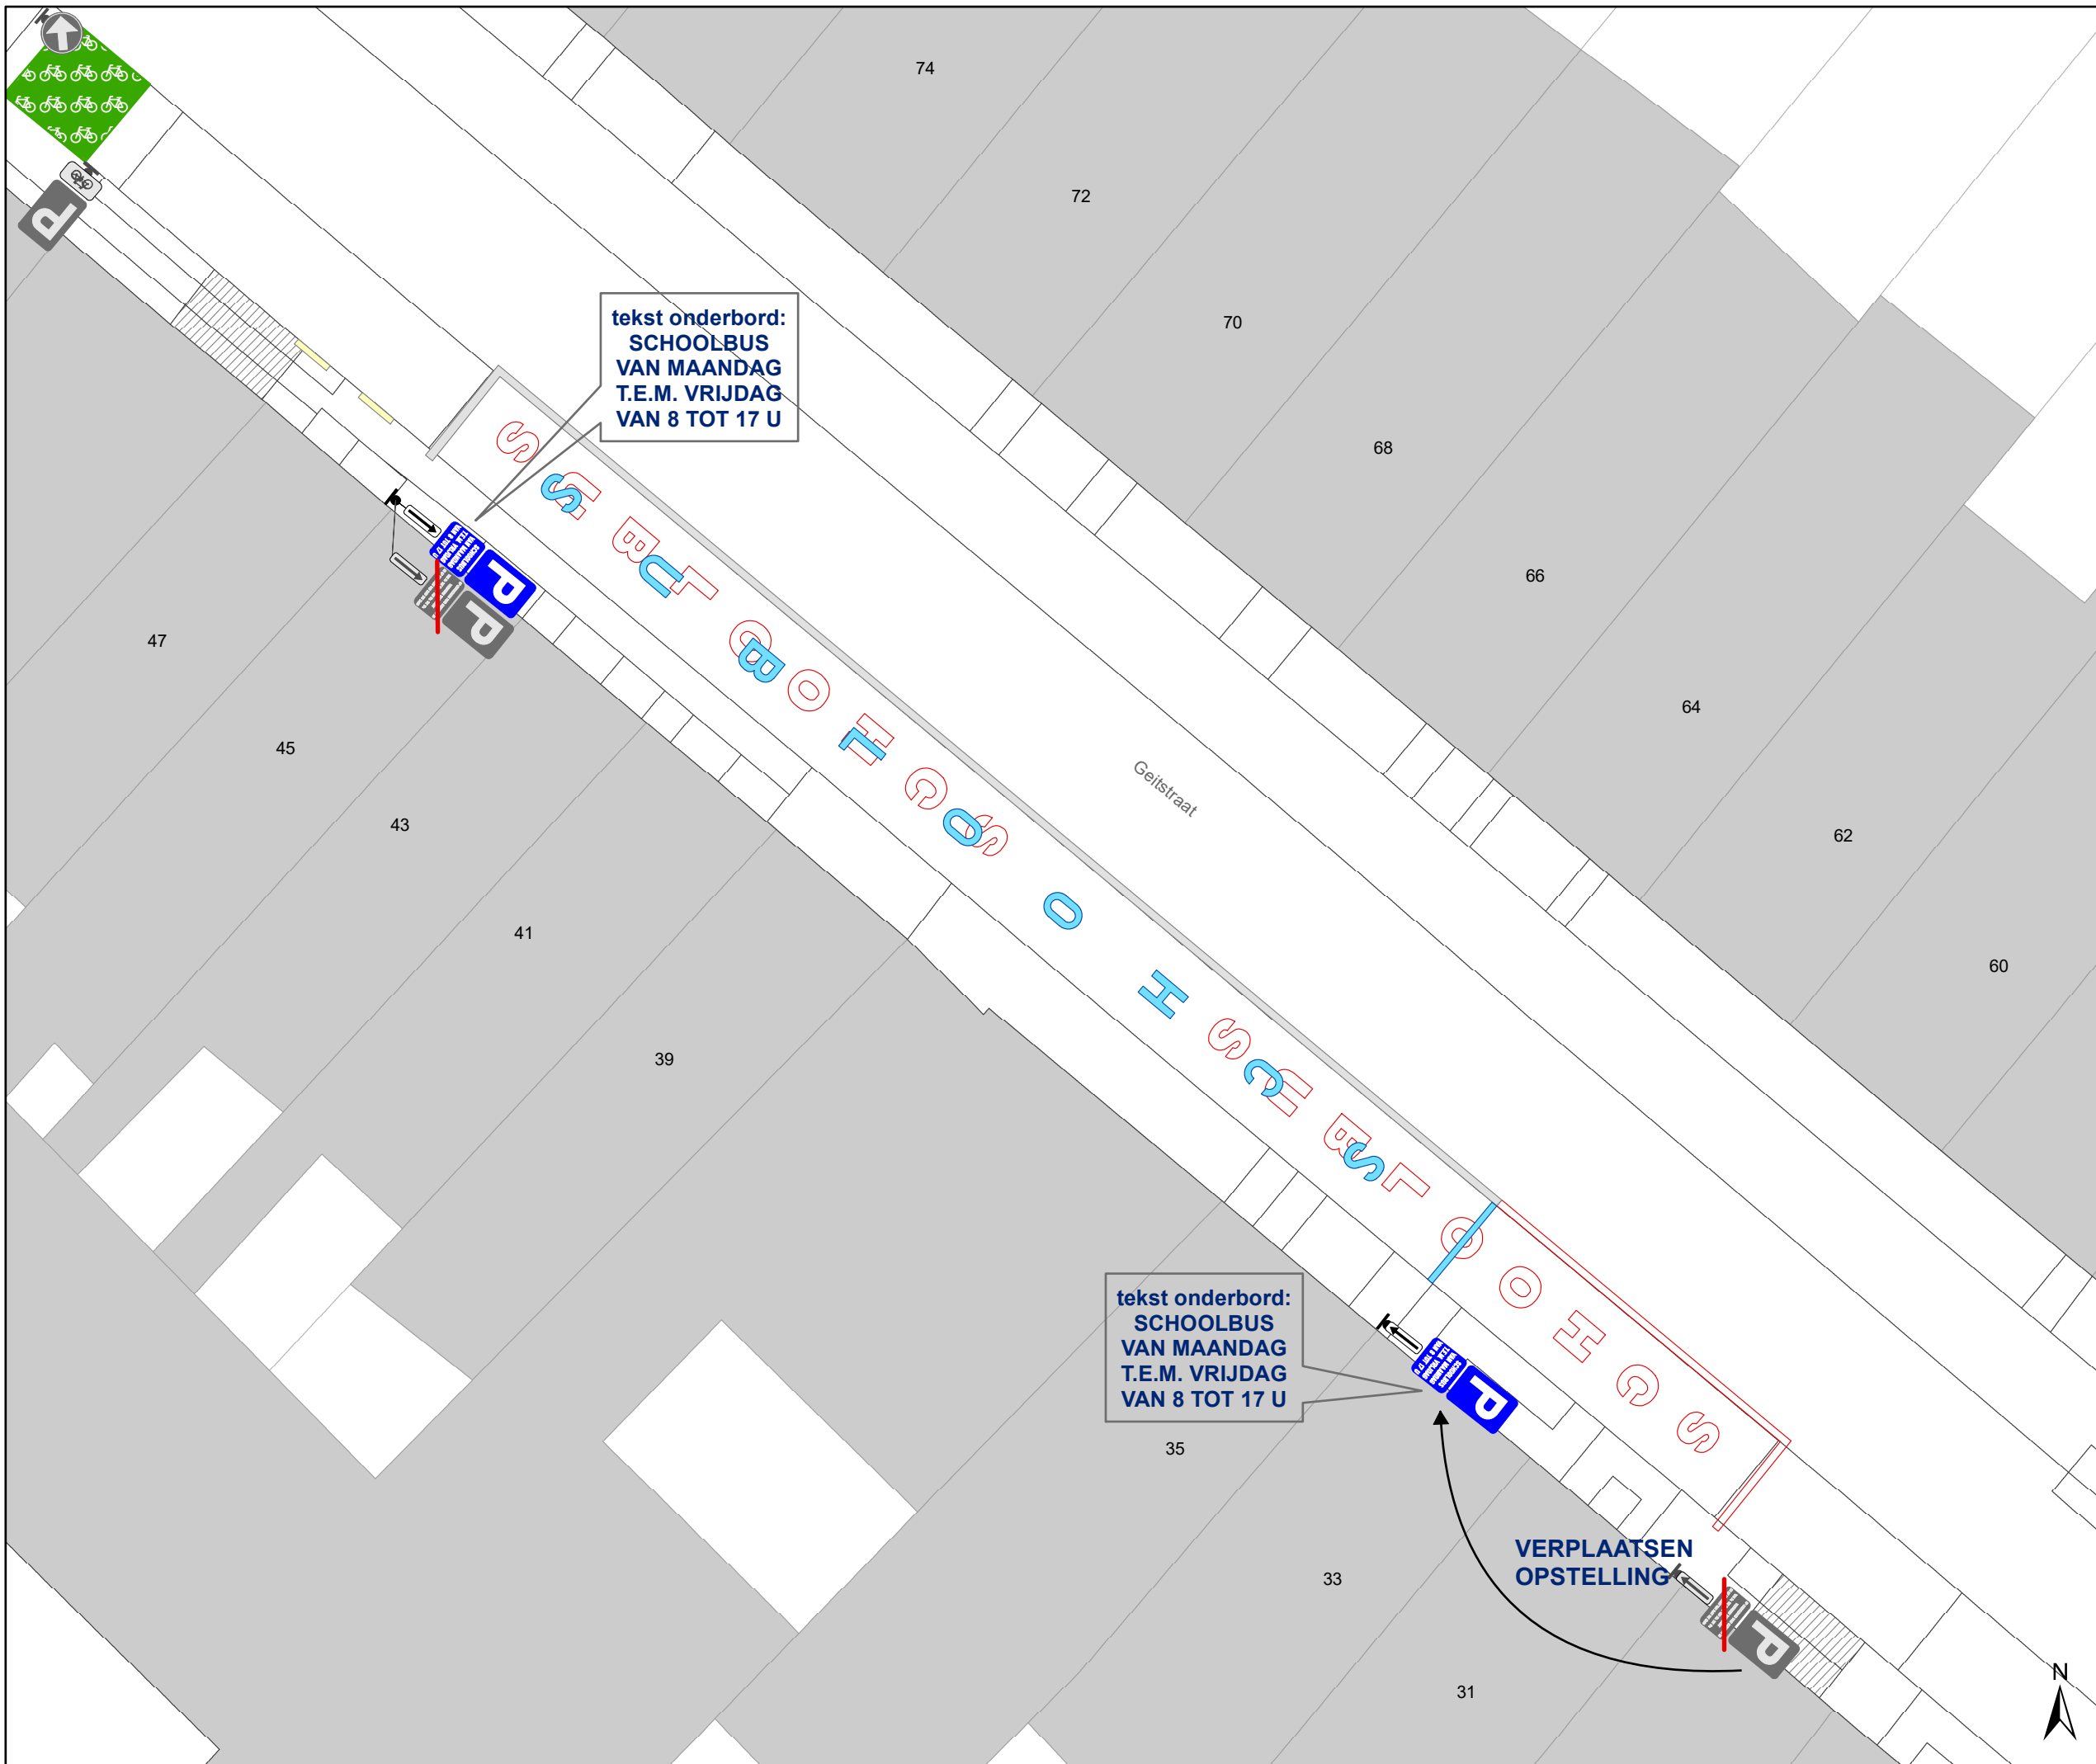 74
72
70
68
66
64
62
60
tekst onderbord:
SCHOOLBUS
VAN MAANDAG
T.E.M. VRIJDAG
VAN 8 TOT 17 U
P
P
P
47
45
43
41
39
Geitstraat
SCHOOLBUS
SCHOOLBUS
SCHOOLBUS
tekst onderbord:
SCHOOLBUS
VAN MAANDAG
T.E.M. VRIJDAG
VAN 8 TOT 17 U
P
35
33
31
VERPLAATSEN
OPSTELLING
P
N